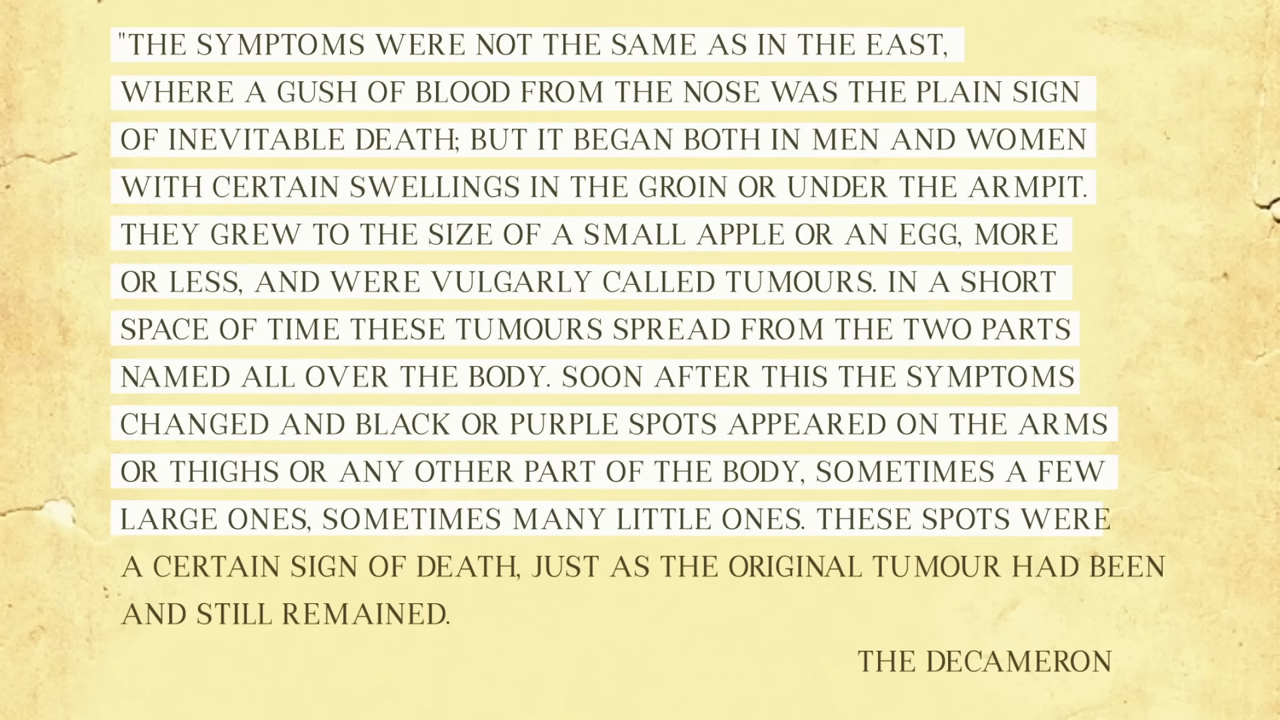 "THE SYMPTOMS WERE NOT THE SAME AS IN THE EAST,
WHERE A GUSH OF BLOOD FROM THE NOSE WAS THE PLAIN SIGN
OF INEVITABLE DEATH; BUT IT BEGAN BOTH IN MEN AND WOMEN
WITH CERTAIN SWELLINGS IN THE GROIN OR UNDER THE ARMPIT.
THEY GREW TO THE SIZE OF A SMALL APPLE OR AN EGG, MORE
OR LESS, AND WERE VULGARLY CALLED TUMOURS. IN A SHORT
SPACE OF TIME THESE TUMOURS SPREAD FROM THE TWO PARTS
NAMED ALL OVER THE BODY. SOON AFTER THIS THE SYMPTOMS
CHANGED AND BLACK OR PURPLE SPOTS APPEARED ON THE ARMS
OR THIGHS OR ANY OTHER PART OF THE BODY, SOMETIMES A FEW
LARGE ONES, SOMETIMES MANY LITTLE ONES. THESE SPOTS WERE
A CERTAIN SIGN OF DEATH, JUST AS THE ORIGINAL TUMOUR HAD BEEN
AND STILL REMAINED.
THE DECAMERON